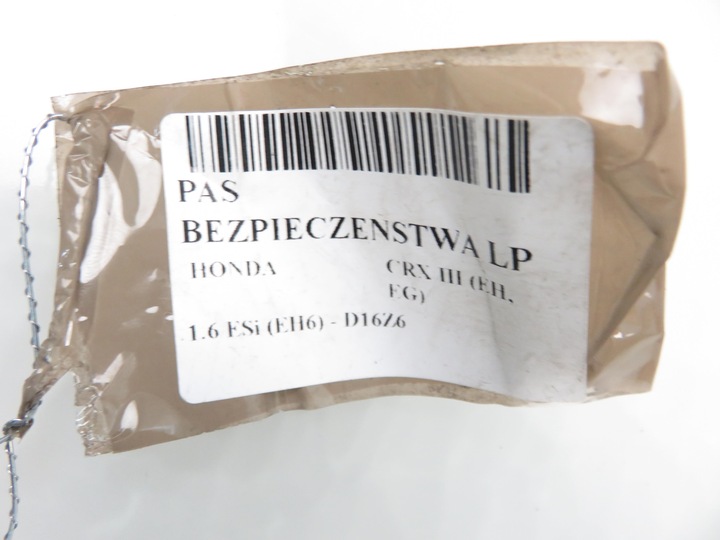 PAS
BEZPIECZENSTWA LP
HONDA CRX III (EH,
EG)
1.6 ESi (EH6) - D16Z6